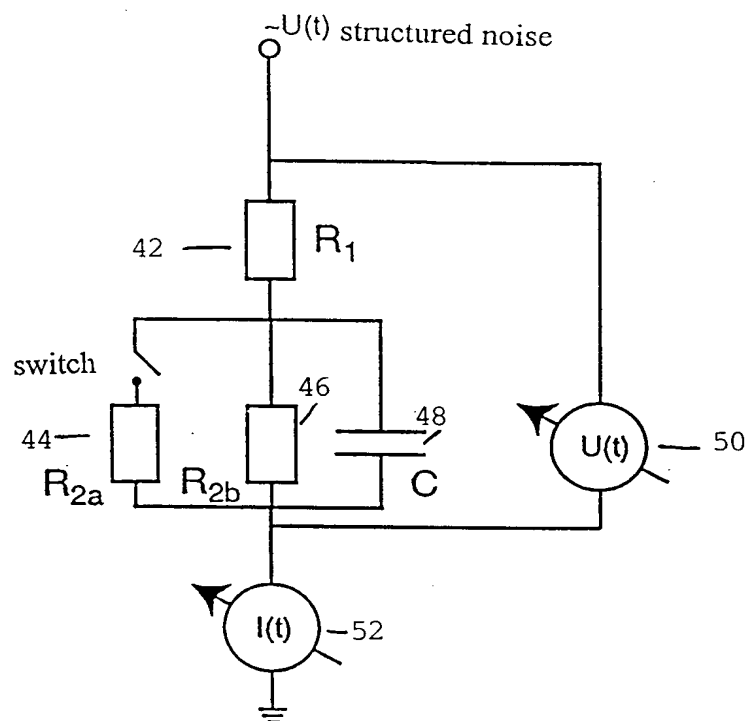 ~U(t) structured noise
42
R1
switch
46
48
44
U(t)
50
R2a
R2b
C
I(t)
52